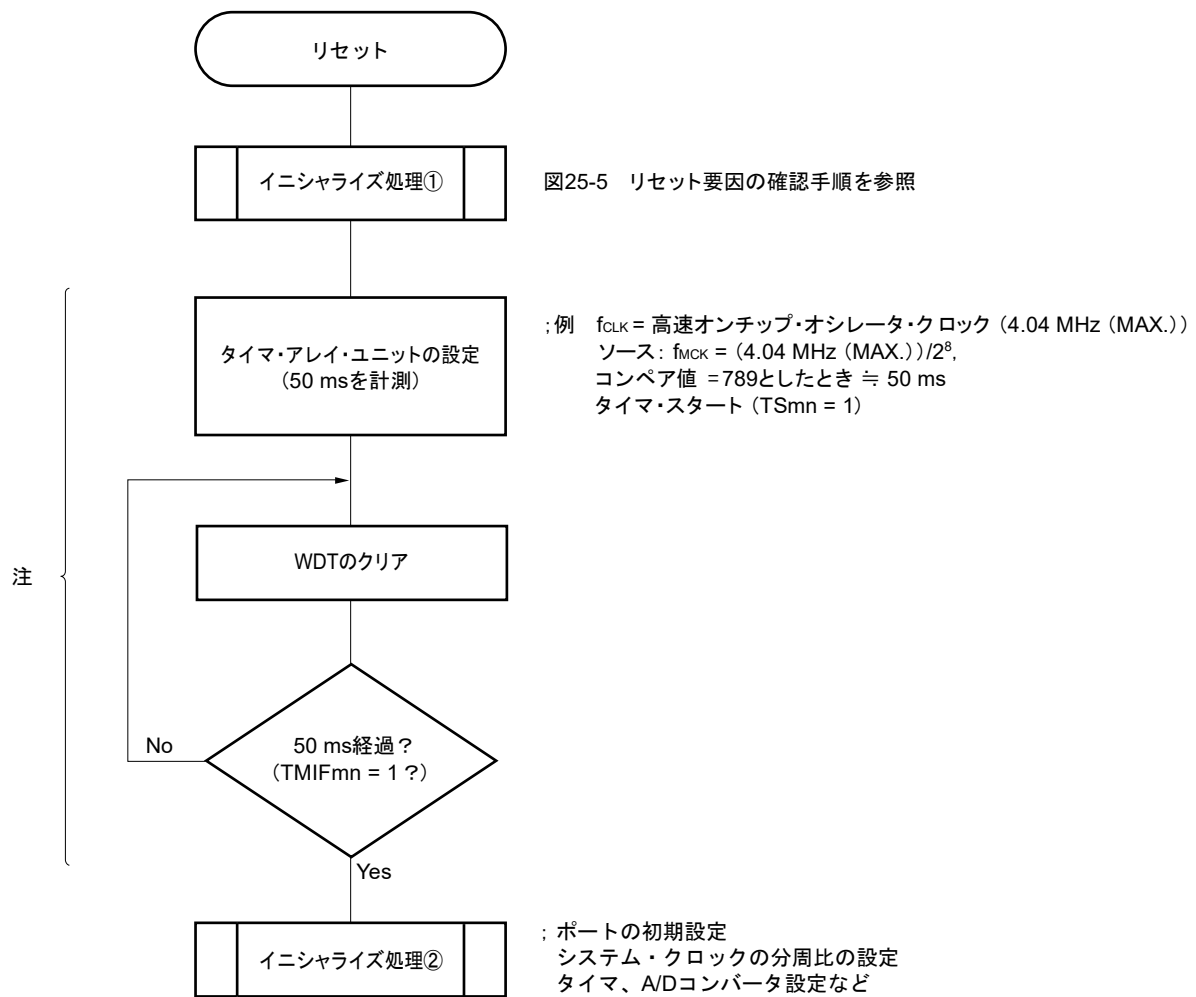 リセット
イニシャライズ処理①
図25-5　リセット要因の確認手順を参照
タイマ・アレイ・ユニットの設定
（50 msを計測）
;例　fCLK = 高速オンチップ・オシレータ・クロック（4.04 MHz（MAX.））
ソース： fMCK =（4.04 MHz（MAX.））/2⁸,
コンペア値 =789としたとき ≒ 50 ms
タイマ・スタート（TSmn = 1）
注
WDTのクリア
No
50 ms経過？
（TMIFmn = 1？）
Yes
イニシャライズ処理②
; ポートの初期設定
システム・クロックの分周比の設定
タイマ、A/Dコンバータ設定など